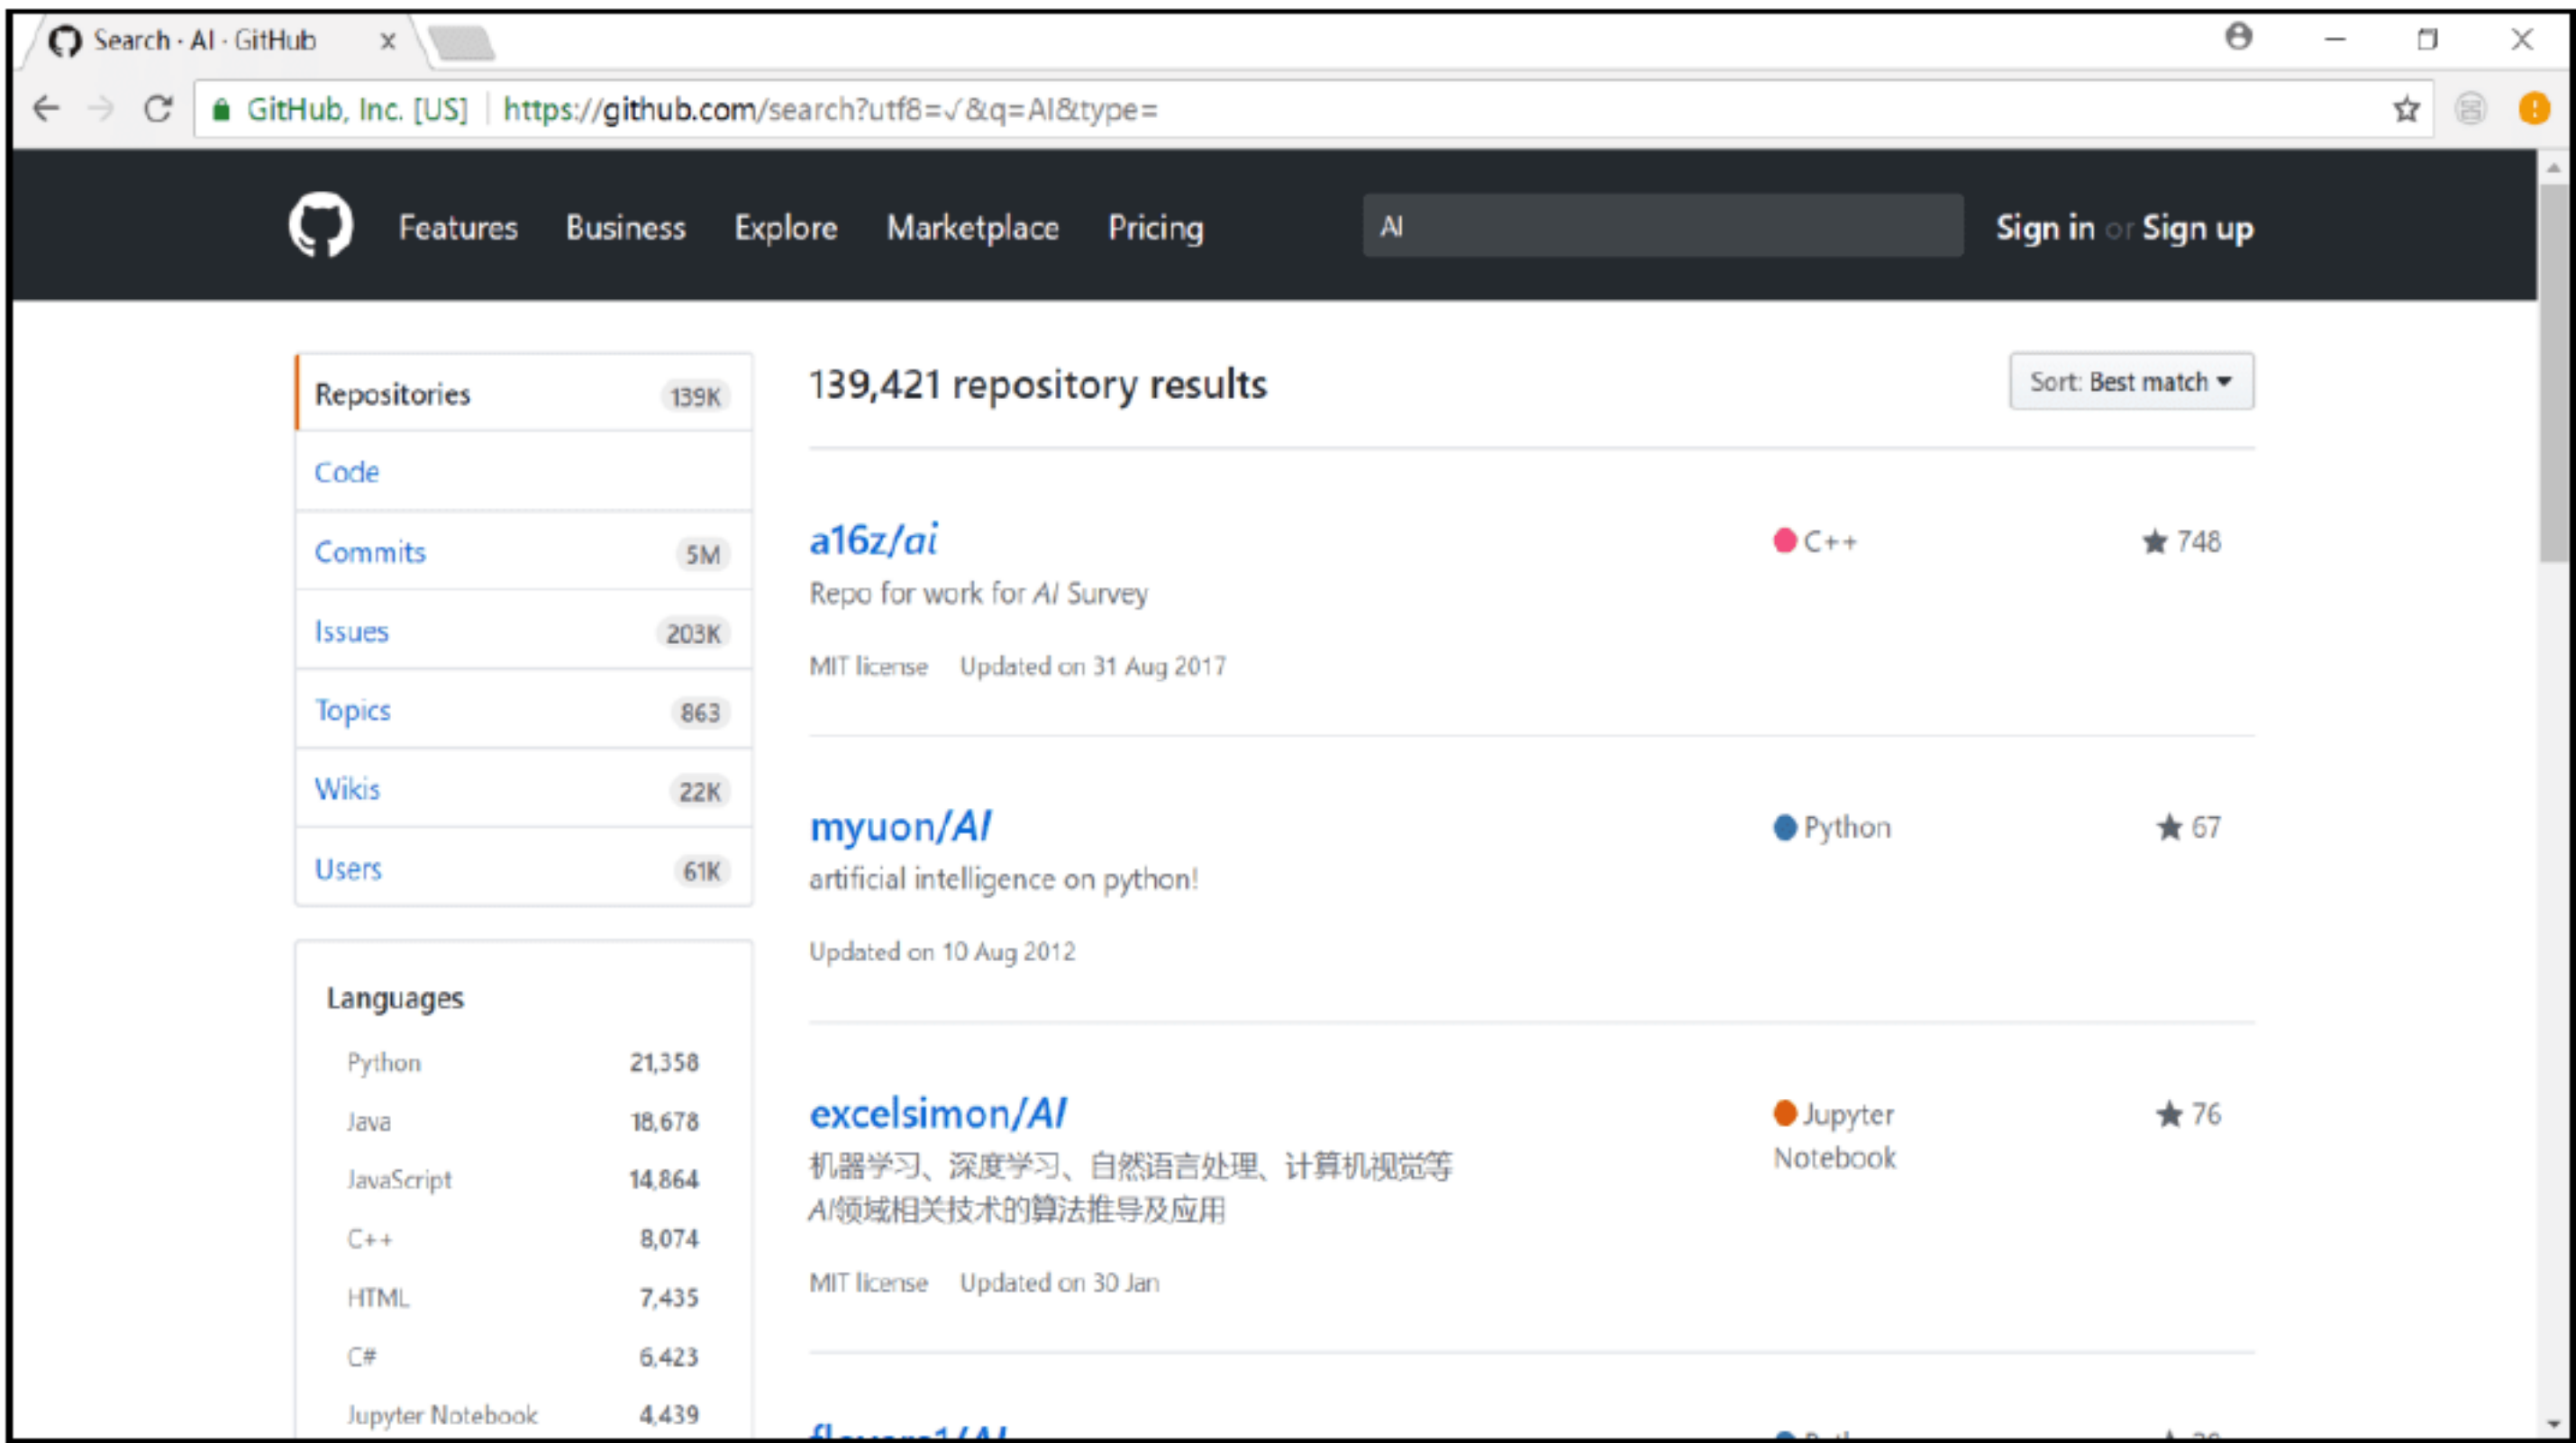 Search · AI · GitHub
GitHub, Inc. [US] https://github.com/search?utf8=✓&q=AI&type=
Features Business Explore Marketplace Pricing AI Sign in or Sign up
Repositories 139K
Code
Commits 5M
Issues 203K
Topics 863
Wikis 22K
Users 61K
Languages
Python 21,358
Java 18,678
JavaScript 14,864
C++ 8,074
HTML 7,435
C# 6,423
Jupyter Notebook 4,439
139,421 repository results Sort: Best match
a16z/ai C++ 748
Repo for work for AI Survey
MIT license Updated on 31 Aug 2017
myuon/AI Python 67
artificial intelligence on python!
Updated on 10 Aug 2012
excelsimon/AI Jupyter 76
Notebook
机器学习、深度学习、自然语言处理、计算机视觉等
AI领域相关技术的算法推导及应用
MIT license Updated on 30 Jan